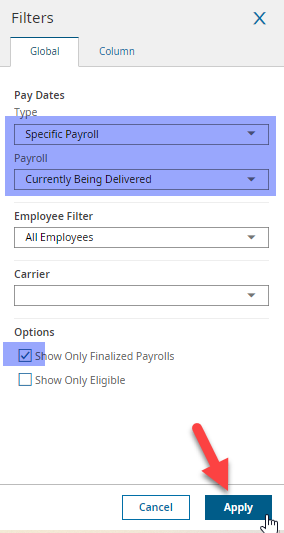 Filters
Global Column
Pay Dates
Type
Specific Payroll
Payroll
Currently Being Delivered
Employee Filter
All Employees
Carrier
Options
Show Only Finalized Payrolls
Show Only Eligible
Cancel Apply